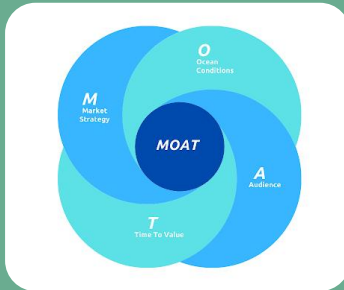 O
Ocean
Conditions
M
Market
Strategy
MOAT
A
Audience
T
Time To Value